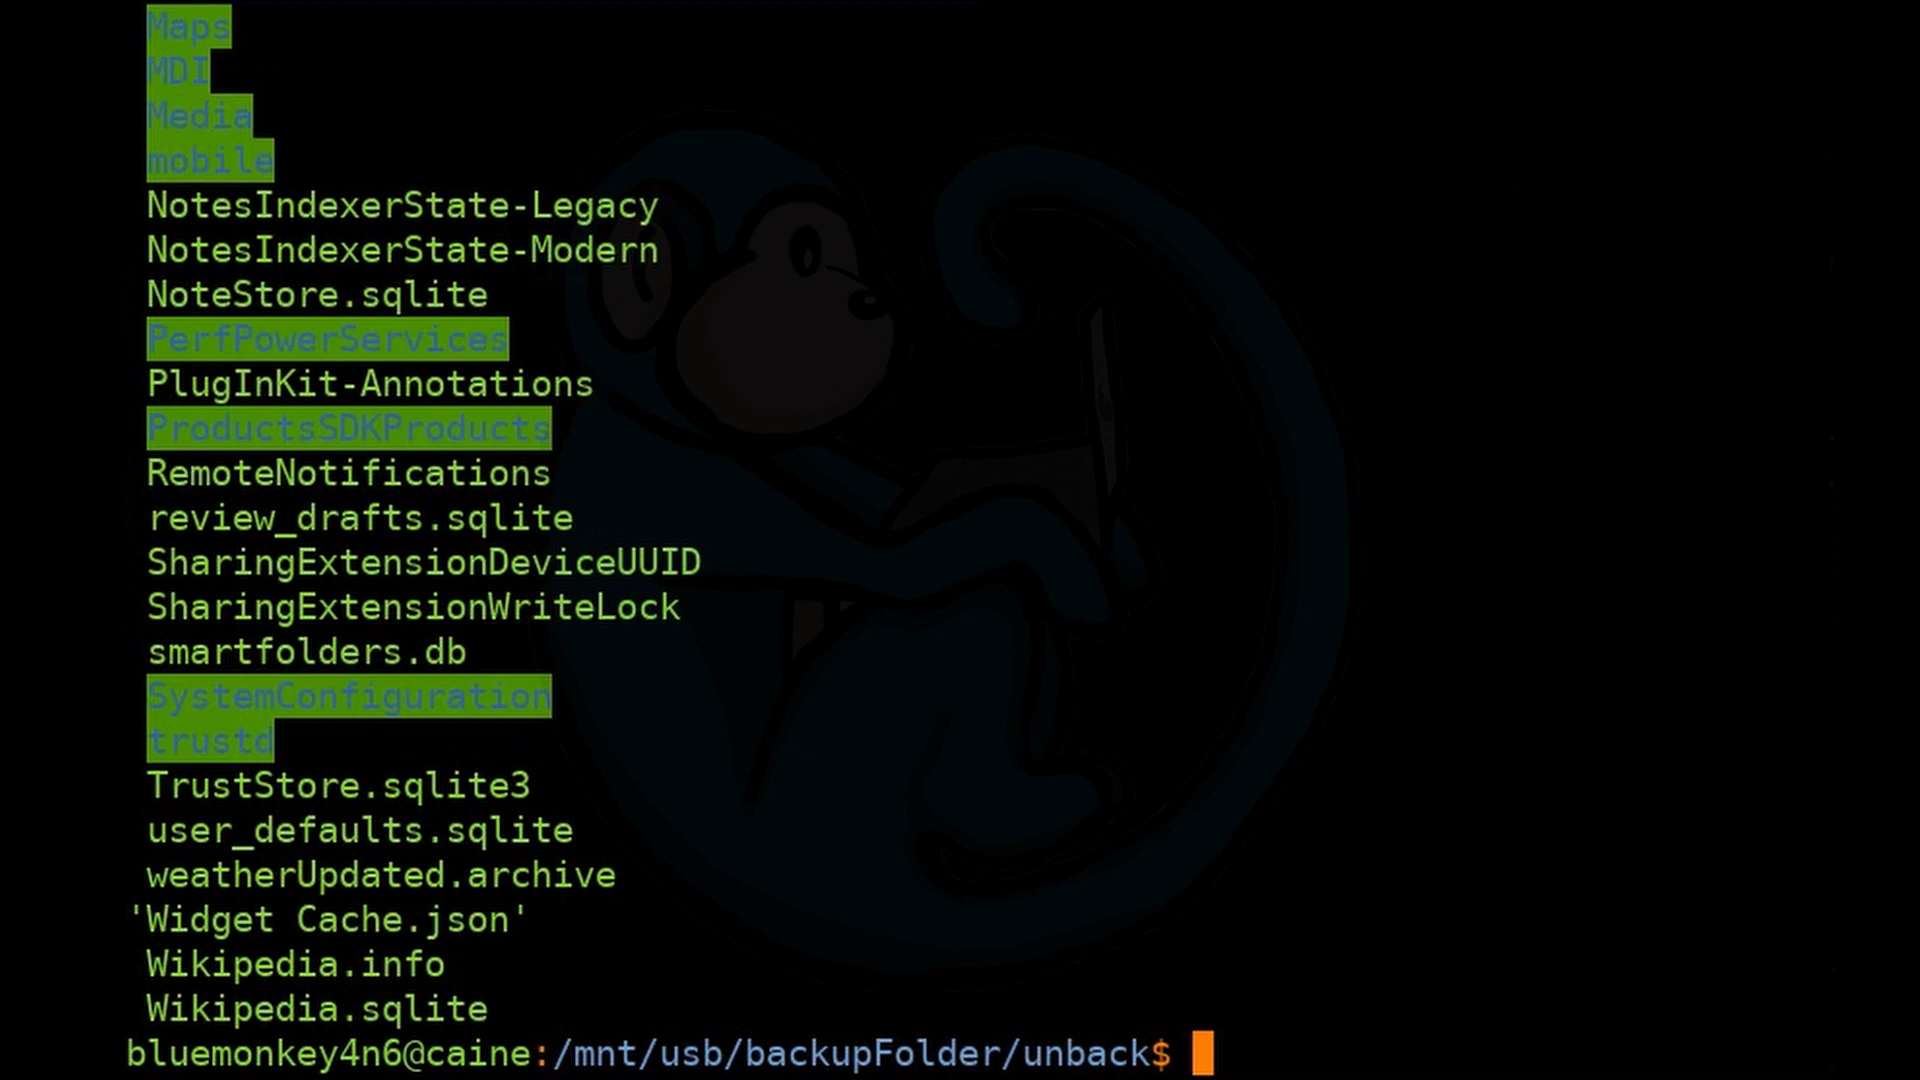 Maps
MDI
Media
mobile
NotesIndexerState-Legacy
NotesIndexerState-Modern
NoteStore.sqlite
PerfPowerServices
PlugInKit-Annotations
ProductsSDKProducts
RemoteNotifications
review_drafts.sqlite
SharingExtensionDeviceUUID
SharingExtensionWriteLock
smartfolders.db
SystemConfiguration
trustd
TrustStore.sqlite3
user_defaults.sqlite
weatherUpdated.archive
'Widget Cache.json'
Wikipedia.info
Wikipedia.sqlite
bluemonkey4n6@caine:/mnt/usb/backupFolder/unback$